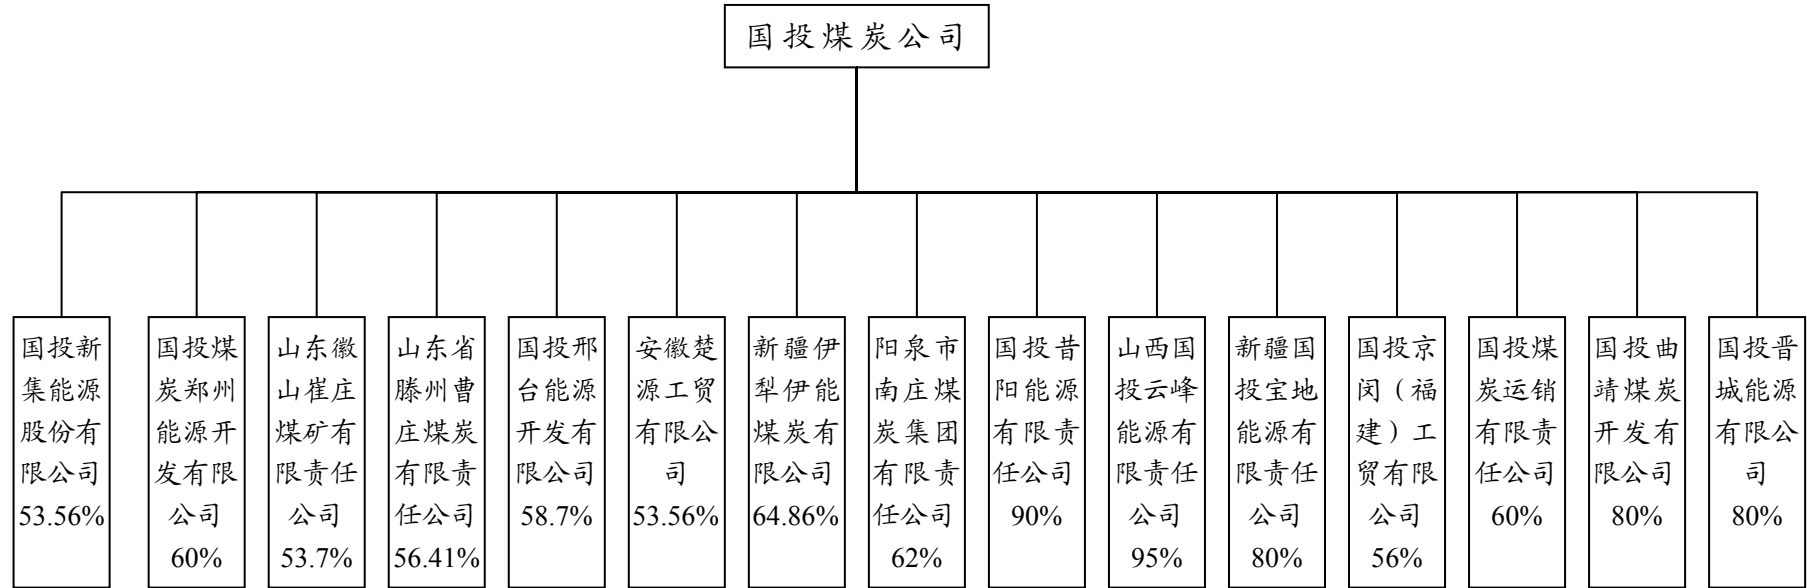 国投煤炭公司
国投新
集能源
股份有
限公司
53.56%
国投煤
炭郑州
能源开
发有限
公司
60%
山东徽
山崔庄
煤矿有
限责任
公司
53.7%
山东省
滕州曹
庄煤炭
有限责
任公司
56.41%
国投邢
台能源
开发有
限公司
58.7%
安徽楚
源工贸
有限公
司
53.56%
新疆伊
犁伊能
煤炭有
限公司
64.86%
阳泉市
南庄煤
炭集团
有限责
任公司
62%
国投昔
阳能源
有限责
任公司
90%
山西国
投云峰
能源有
限责任
公司
95%
新疆国
投宝地
能源有
限责任
公司
80%
国投京
闵（福
建）工
贸有限
公司
56%
国投煤
炭运销
有限责
任公司
60%
国投曲
靖煤炭
开发有
限公司
80%
国投晋
城能源
有限公
司
80%